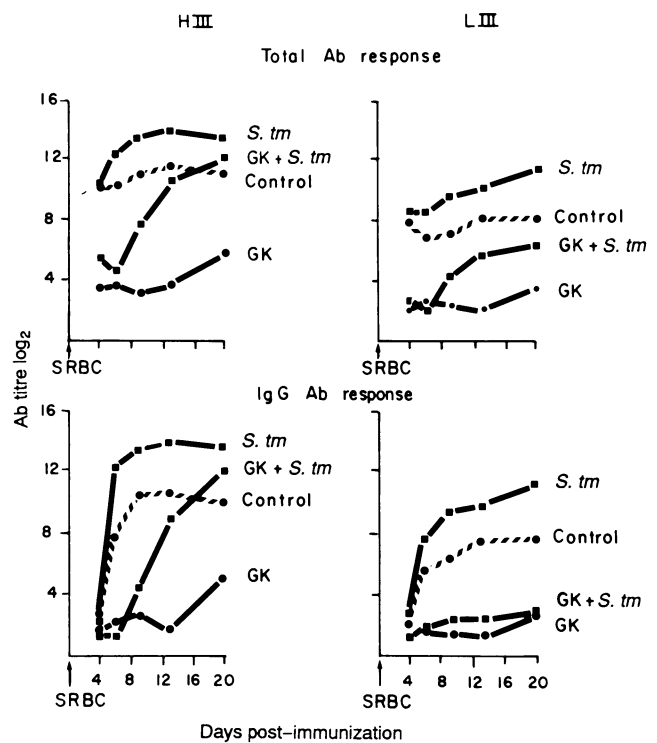 HIII LIII
Total Ab response
16
12
8
4
S. tm
GK + S. tm
Control
GK
S. tm
Control
GK + S. tm
GK
SRBC SRBC
Ab titre log2
IgG Ab response
16
12
8
4
S. tm
GK + S. tm
Control
GK
S. tm
Control
GK + S. tm
GK
4 8 12 16 20 4 8 12 16 20
SRBC SRBC
Days post-immunization